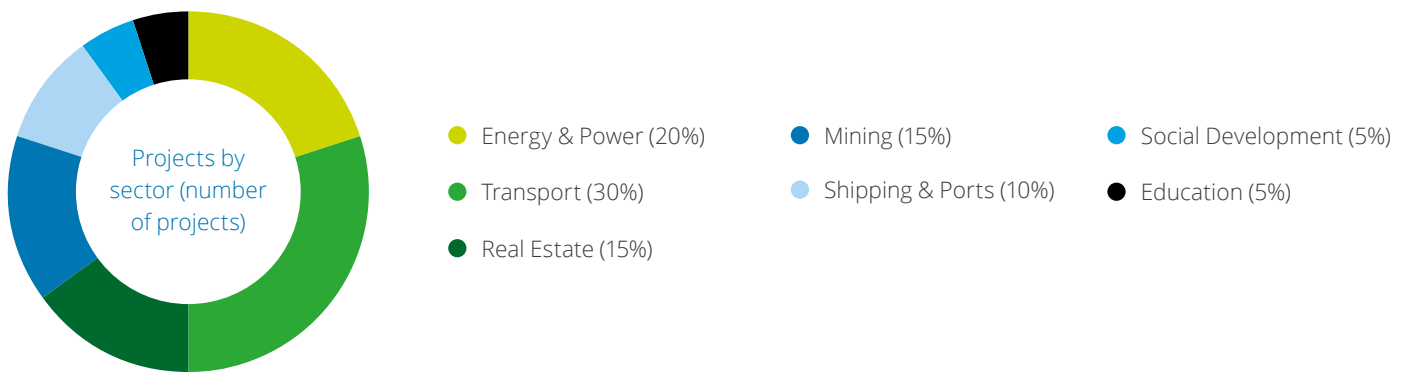 Projects by
sector (number
of projects)
Energy & Power (20%)
Transport (30%)
Real Estate (15%)
Mining (15%)
Shipping & Ports (10%)
Social Development (5%)
Education (5%)